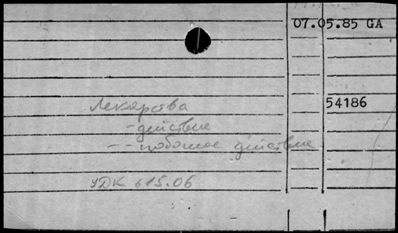 07.05.85 GA
54186
Лекарства
- действие
- - побочное действие
УДК 615.06